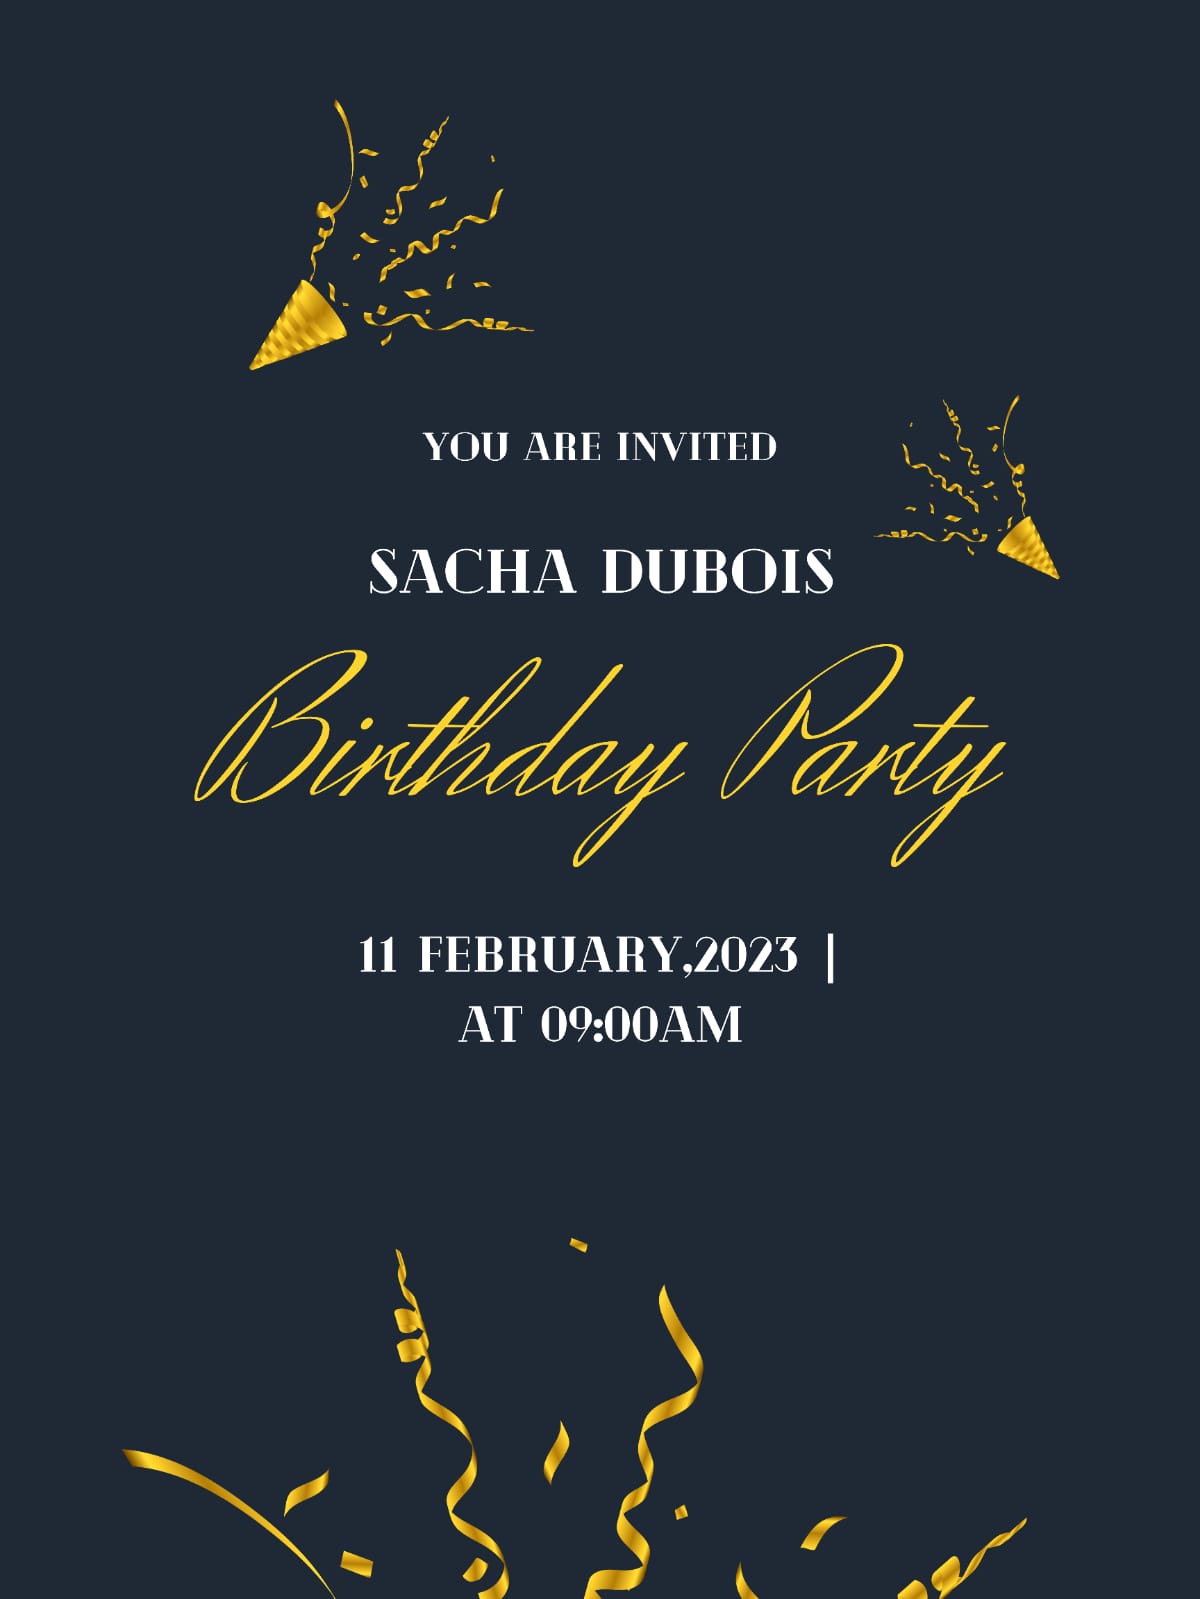 YOU ARE INVITED
SACHA DUBOIS
Birthday Party
11 FEBRUARY,2023 |
AT 09:00AM